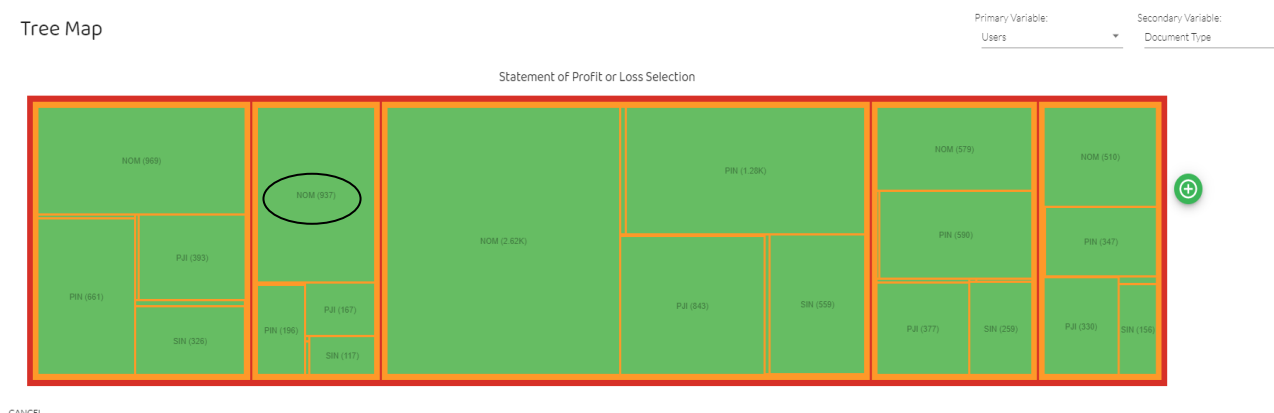 Tree Map
Primary Variable:
Secondary Variable:
Users
Document Type
Statement of Profit or Loss Selection
NOM (969)
PIN (661)
PJI (393)
SIN (326)
NOM (937)
PIN (196)
PJI (167)
SIN (117)
NOM (2.62K)
PIN (1.28K)
PJI (843)
SIN (559)
NOM (579)
PIN (590)
PJI (377)
SIN (259)
NOM (510)
PIN (347)
PJI (330)
SIN (156)
CANCEL